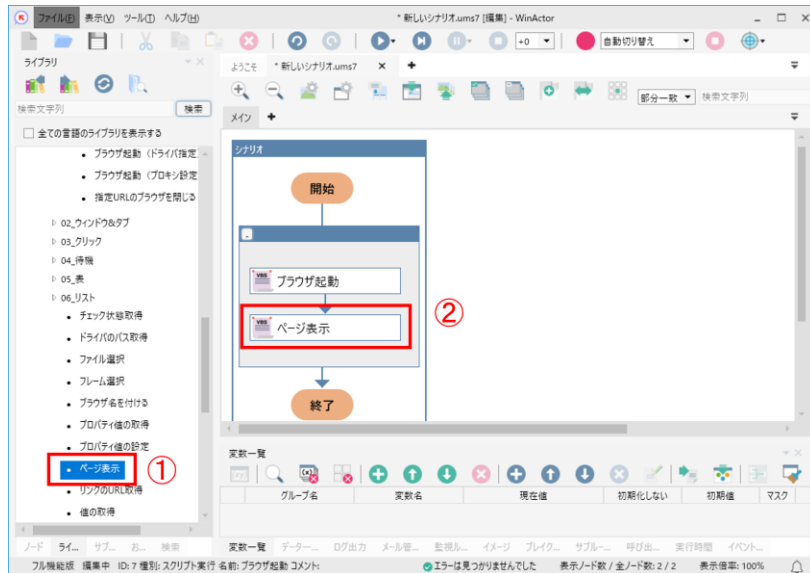 ファイル(F) 表示(V) ツール(T) ヘルプ(H)
* 新しいシナリオ.ums7 [編集] - WinActor
+0
自動切り替え
ライブラリ
検索文字列
検索
全ての言語のライブラリを表示する
ブラウザ起動（ドライバ指定
ブラウザ起動（プロキシ設定
指定URLのブラウザを閉じる
02_ウィンドウ&タブ
03_クリック
04_待機
05_表
06_リスト
チェック状態取得
ドライバのパス取得
ファイル選択
フレーム選択
ブラウザ名を付ける
プロパティ値の取得
プロパティ値の設定
ページ表示
①
リンクのURL取得
値の取得
ノード ライ... サブ... お... 検索
ようこそ * 新しいシナリオ.ums7
部分一致 検索文字列
メイン
シナリオ
開始
ブラウザ起動
ページ表示
②
終了
変数一覧
グループ名 変数名 現在値 初期化しない 初期値 マスク
変数一覧 データ一... ログ出力 メール管... 監視ル... イメージ ブレイク... サブルー... 呼び出... 実行時間 イベント...
フル機能版 編集中 ID: 7 種別: スクリプト実行 名前: ブラウザ起動 コメント: エラーは見つかりませんでした 表示ノード数 / 全ノード数: 2 / 2 表示倍率: 100%